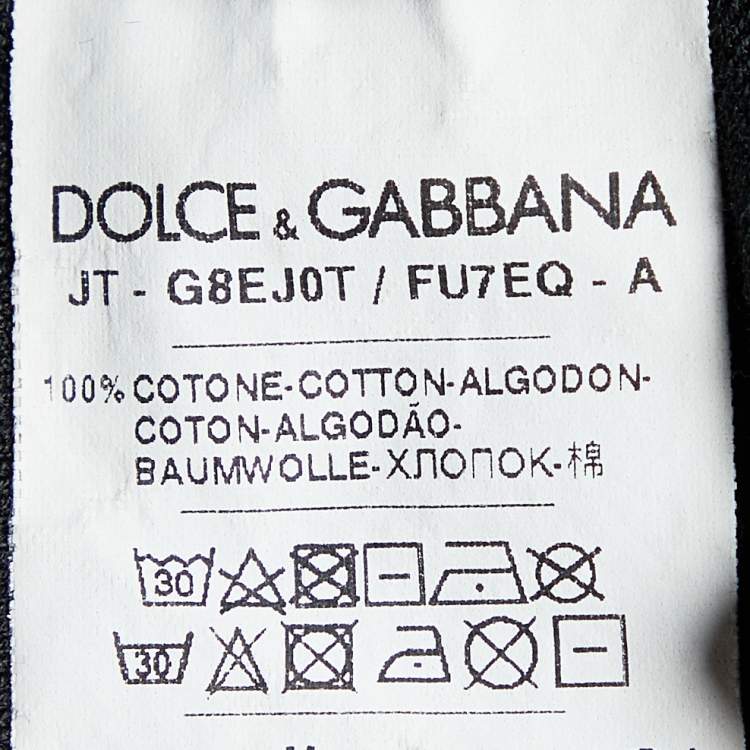 DOLCE & GABBANA
JT - G8EJ0T / FU7EQ - A
100% COTONE-COTTON-ALGODON-
COTON-ALGODÃO-
BAUMWOLLE-ХЛОПОК-棉
30
30